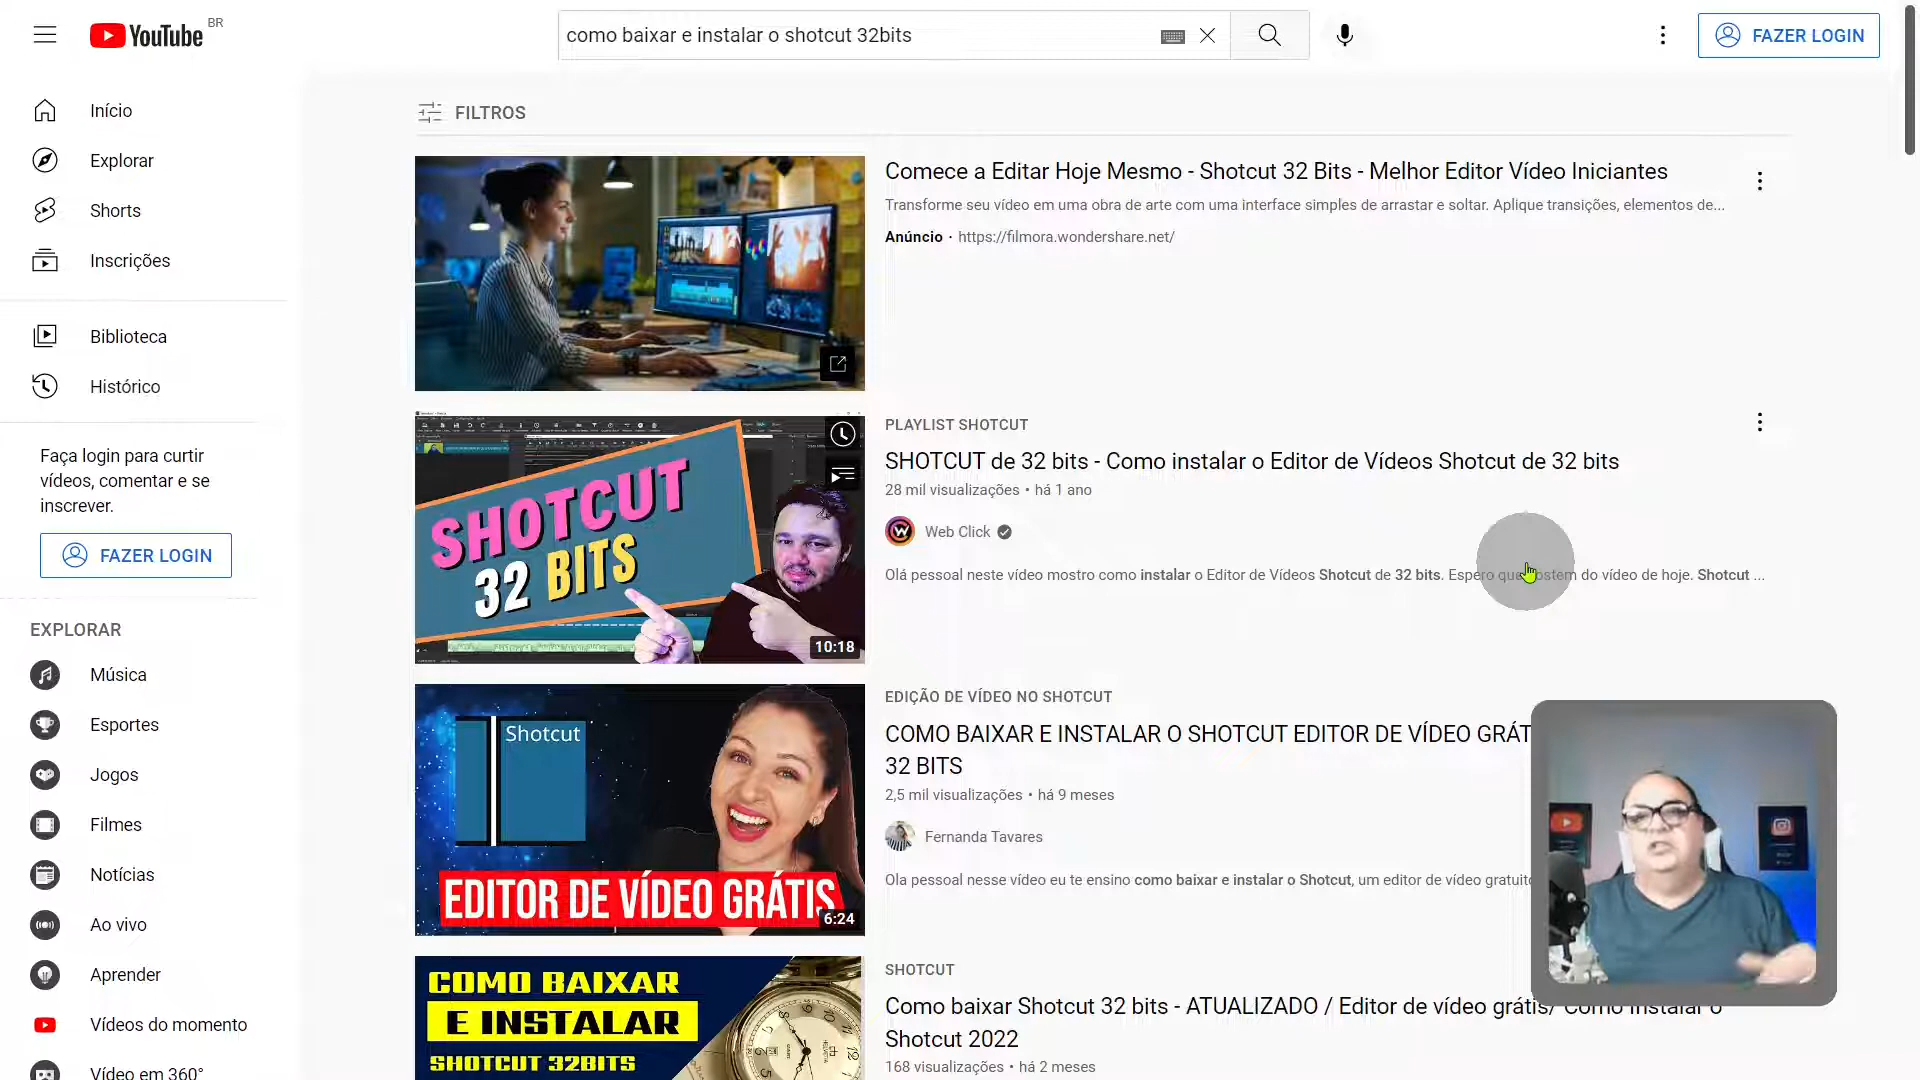 YouTube BR
como baixar e instalar o shotcut 32bits
FAZER LOGIN
Início
Explorar
Shorts
Inscrições
Biblioteca
Histórico
Faça login para curtir
vídeos, comentar e se
inscrever.
FAZER LOGIN
EXPLORAR
Música
Esportes
Jogos
Filmes
Notícias
Ao vivo
Aprender
Vídeos do momento
Vídeo em 360°
FILTROS
Comece a Editar Hoje Mesmo - Shotcut 32 Bits - Melhor Editor Vídeo Iniciantes
Transforme seu vídeo em uma obra de arte com uma interface simples de arrastar e soltar. Aplique transições, elementos de...
Anúncio · https://filmora.wondershare.net/
SHOTCUT
32 BITS
10:18
PLAYLIST SHOTCUT
SHOTCUT de 32 bits - Como instalar o Editor de Vídeos Shotcut de 32 bits
28 mil visualizações • há 1 ano
Web Click
Olá pessoal neste vídeo mostro como instalar o Editor de Vídeos Shotcut de 32 bits. Espero que gostem do vídeo de hoje. Shotcut ...
Shotcut
EDITOR DE VÍDEO GRÁTIS
6:24
EDIÇÃO DE VÍDEO NO SHOTCUT
COMO BAIXAR E INSTALAR O SHOTCUT EDITOR DE VÍDEO GRÁT
32 BITS
2,5 mil visualizações • há 9 meses
Fernanda Tavares
Ola pessoal nesse vídeo eu te ensino como baixar e instalar o Shotcut, um editor de vídeo gratuito
COMO BAIXAR
E INSTALAR
SHOTCUT 32BITS
SHOTCUT
Como baixar Shotcut 32 bits - ATUALIZADO / Editor de vídeo grátis/ Como instalar o
Shotcut 2022
168 visualizações • há 2 meses